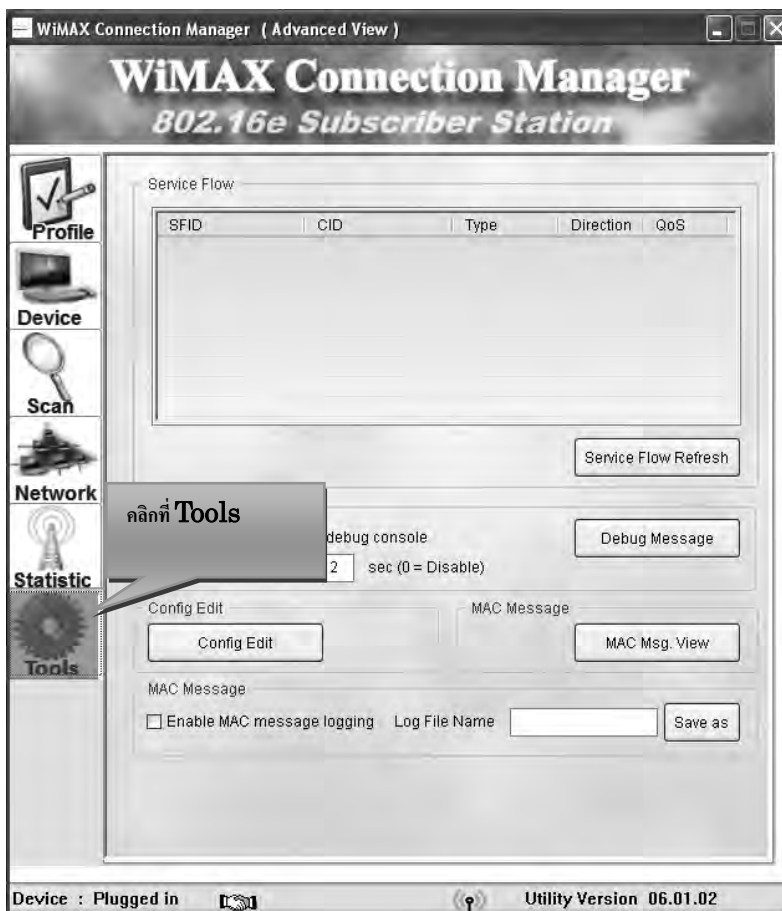 WiMAX Connection Manager ( Advanced View )
WiMAX Connection Manager
802.16e Subscriber Station
Profile
Device
Scan
Network
Statistic
Tools
Service Flow
SFID CID Type Direction QoS
Service Flow Refresh
คลิกที่ Tools
debug console
Debug Message
2 sec (0 = Disable)
Config Edit
MAC Message
Config Edit
MAC Msg. View
MAC Message
Enable MAC message logging Log File Name Save as
Device : Plugged in Utility Version 06.01.02